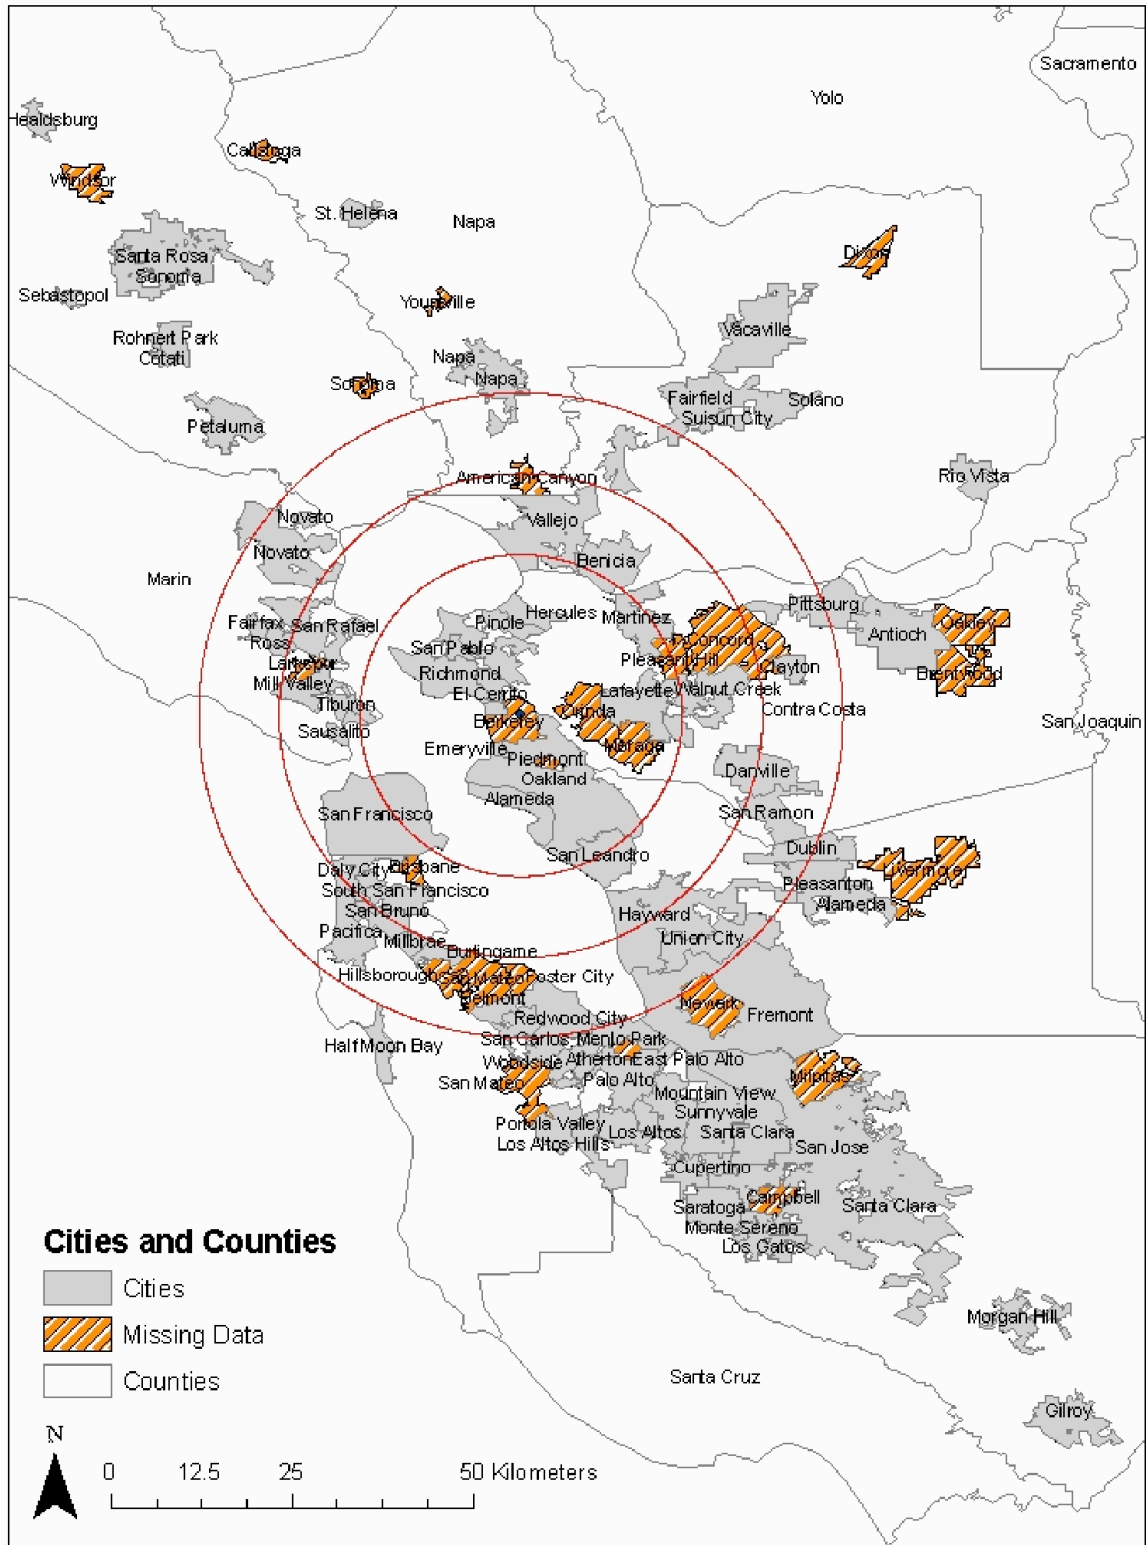 Sacramento
Yolo
Healdsburg
Calistoga
Windsor
St. Helena
Napa
Dixon
Santa Rosa
Sonoma
Sebastopol
Yountville
Vacaville
Rohnert Park
Cotati
Napa
Napa
Sonoma
Fairfield
Solano
Suisun City
Petaluma
American Canyon
Rio Vista
Novato
Vallejo
Novato
Benicia
Marin
Pittsburg
Hercules
Martinez
Pinole
Fairfax
San Rafael
Oakley
Antioch
Ross
Concord
San Pablo
Larkspur
Pleasant Hill
Clayton
Richmond
Brentwood
Mill Valley
El Cerrito
Lafayette
Walnut Creek
Tiburon
Orinda
Contra Costa
Berkeley
San Joaquin
Sausalito
Emeryville
Moraga
Piedmont
Danville
Oakland
Alameda
San Francisco
San Ramon
Dublin
San Leandro
Daly City
Brisbane
Livermore
South San Francisco
Pleasanton
Alameda
San Bruno
Hayward
Pacifica
Millbrae
Union City
Burlingame
Hillsborough
San Mateo
Foster City
Belmont
Newark
Fremont
Redwood City
Half Moon Bay
San Carlos
Menlo Park
Woodside
Atherton
East Palo Alto
San Mateo
Palo Alto
Milpitas
Mountain View
Sunnyvale
Portola Valley
Los Altos
Santa Clara
Los Altos Hills
San Jose
Cupertino
Campbell
Saratoga
Santa Clara
Monte Sereno
Los Gatos
Cities and Counties
Cities
Missing Data
Counties
Morgan Hill
Santa Cruz
Gilroy
N
0 12.5 25 50 Kilometers